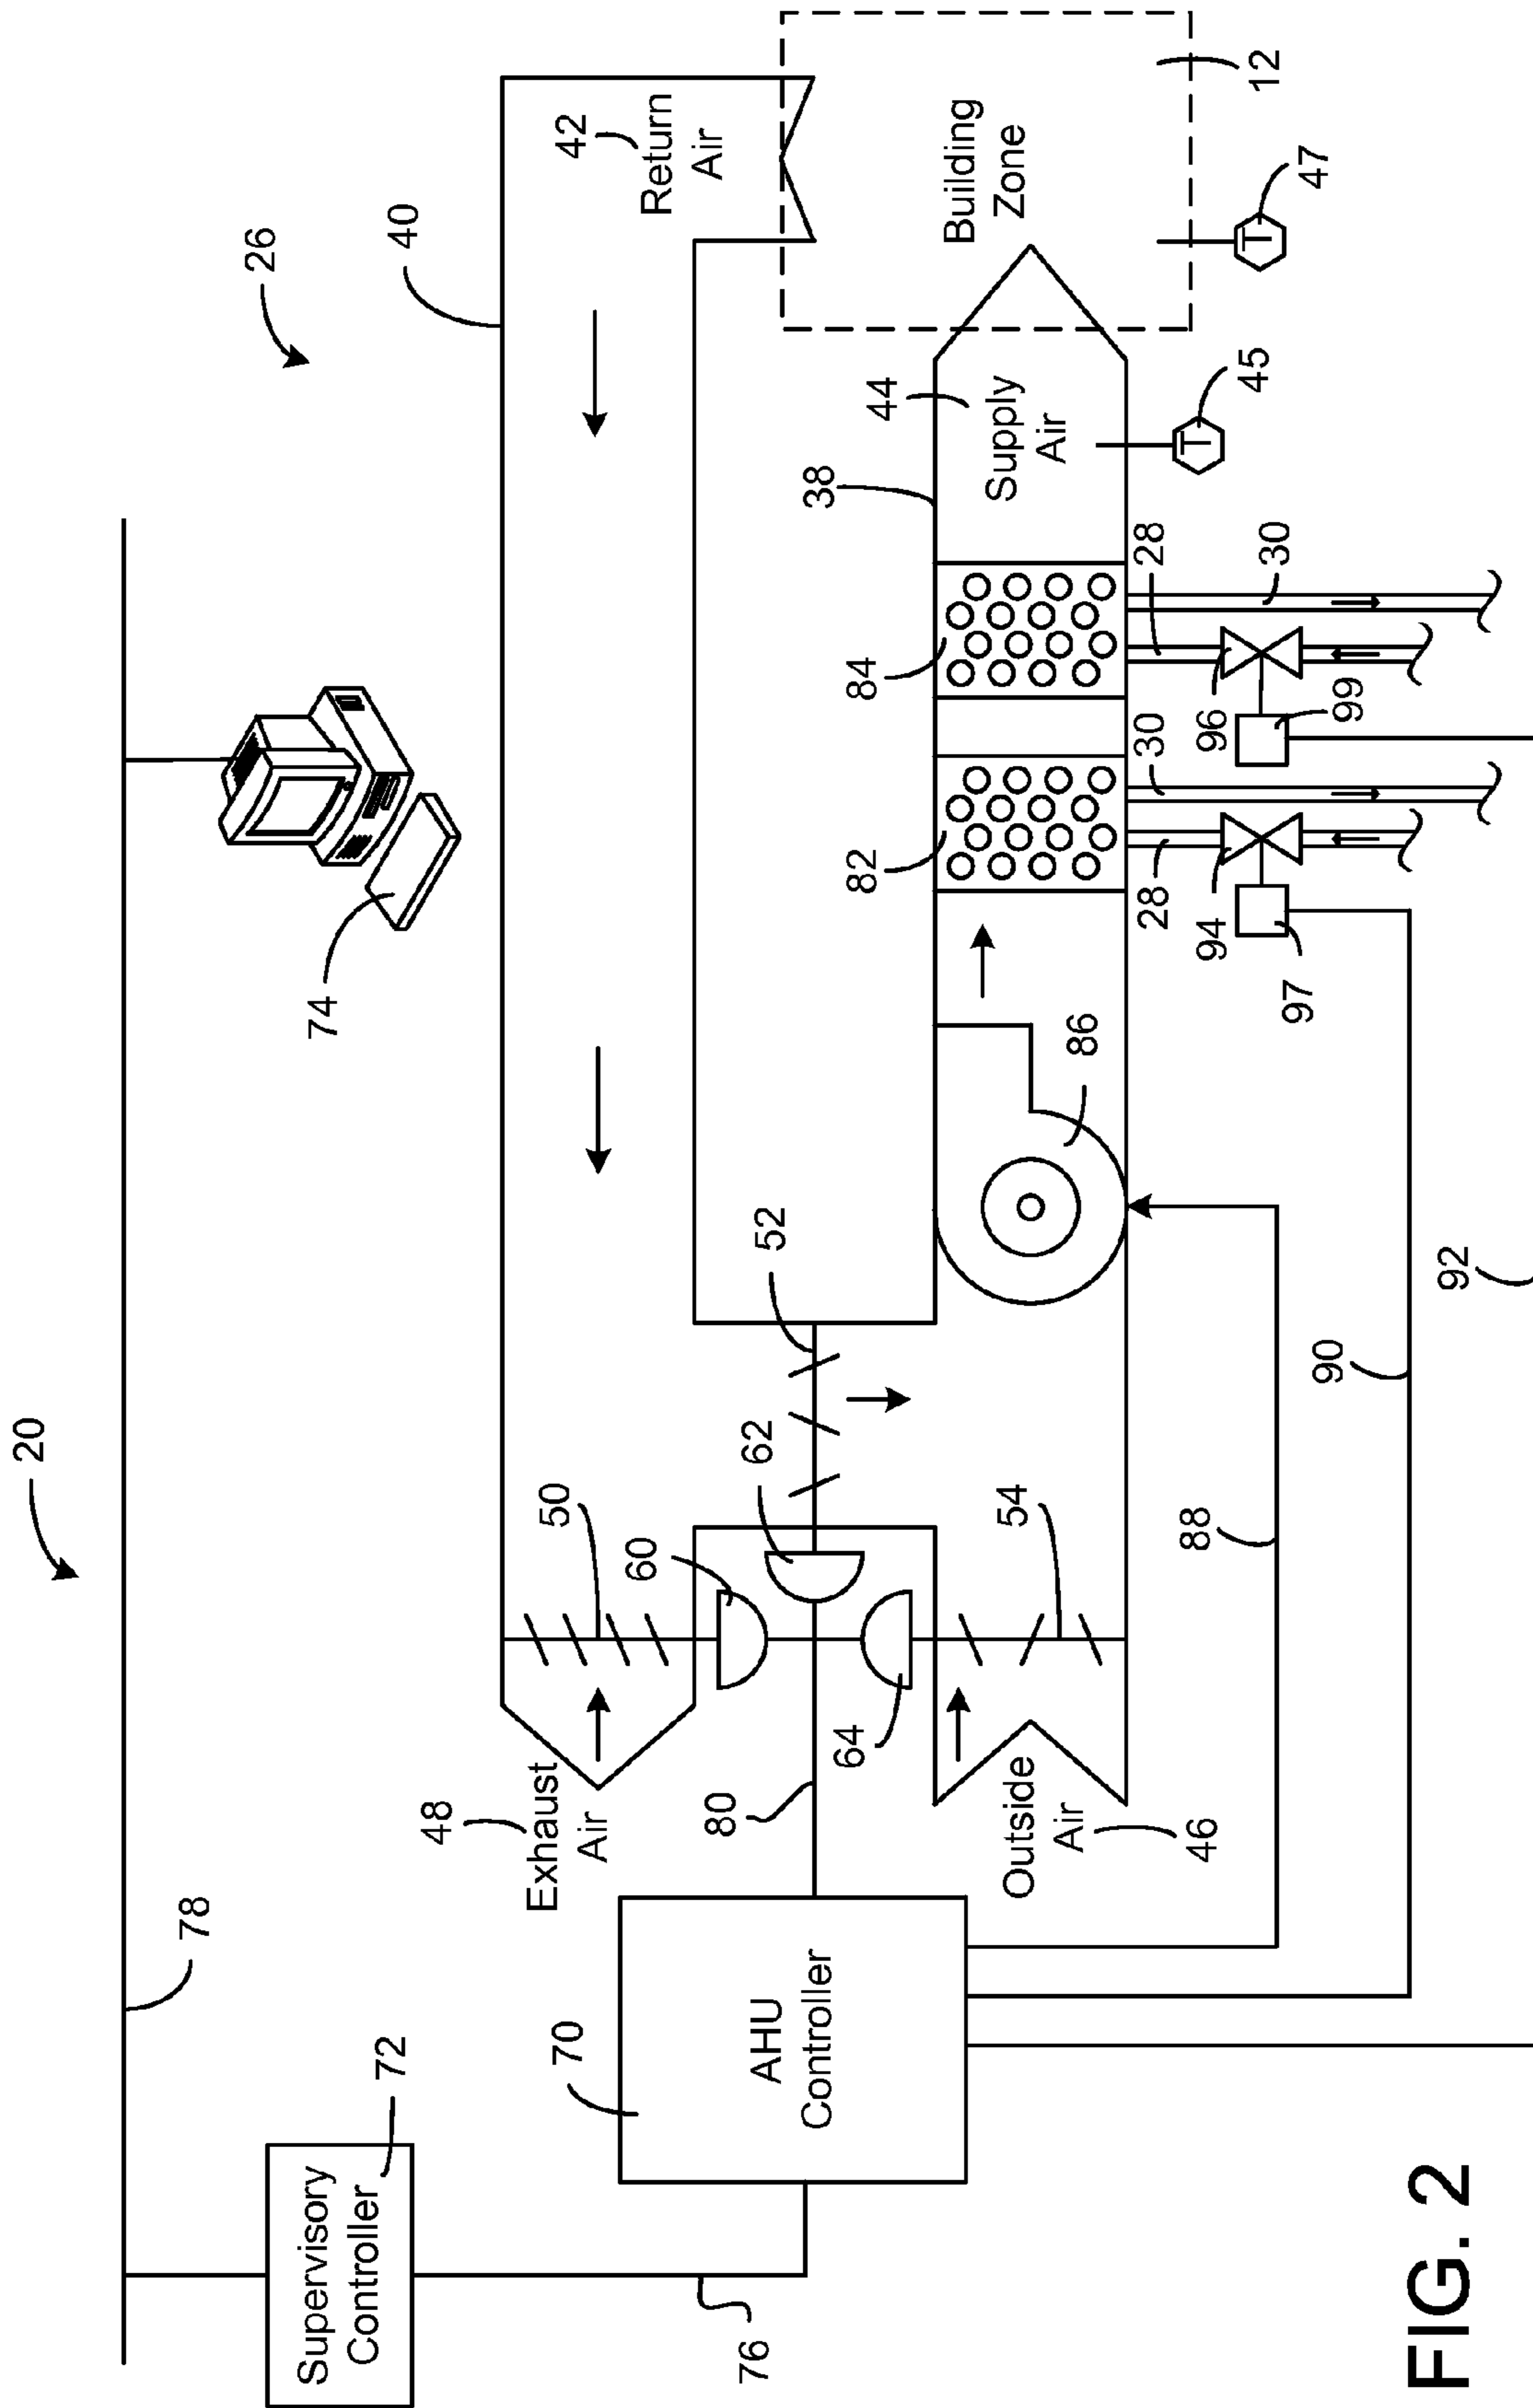 20
78
26
Supervisory
Controller
72
74
76
40
42
Return
Air
48
Exhaust
Air
50
60
62
52
70
AHU
Controller
80
64
54
Outside
Air
46
86
82
84
38
44
Supply
Air
Building
Zone
12
28
30
28
30
94
97
96
99
T
45
T
47
88
90
92
FIG. 2